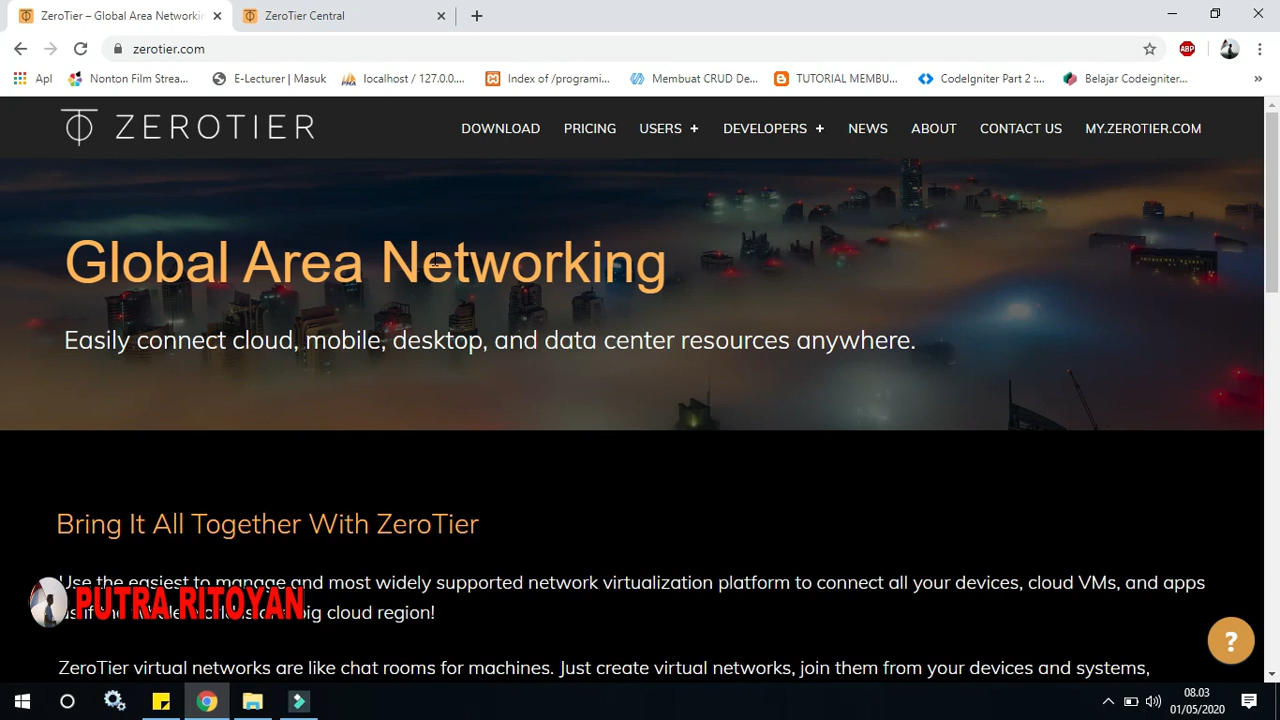 ZeroTier – Global Area Networkin
ZeroTier Central
zerotier.com
ABP
Apl
Nonton Film Strea...
E-Lecturer | Masuk
localhost / 127.0.0....
Index of /programi...
Membuat CRUD De...
TUTORIAL MEMBU...
CodeIgniter Part 2 :...
Belajar Codeigniter...
»
ZEROTIER
DOWNLOAD
PRICING
USERS +
DEVELOPERS +
NEWS
ABOUT
CONTACT US
MY.ZEROTIER.COM
Global Area Networking
Easily connect cloud, mobile, desktop, and data center resources anywhere.
Bring It All Together With ZeroTier
Use the easiest to manage and most widely supported network virtualization platform to connect all your devices, cloud VMs, and apps
PUTRA RITOYAN
big cloud region!
?
ZeroTier virtual networks are like chat rooms for machines. Just create virtual networks, join them from your devices and systems,
08.03
01/05/2020